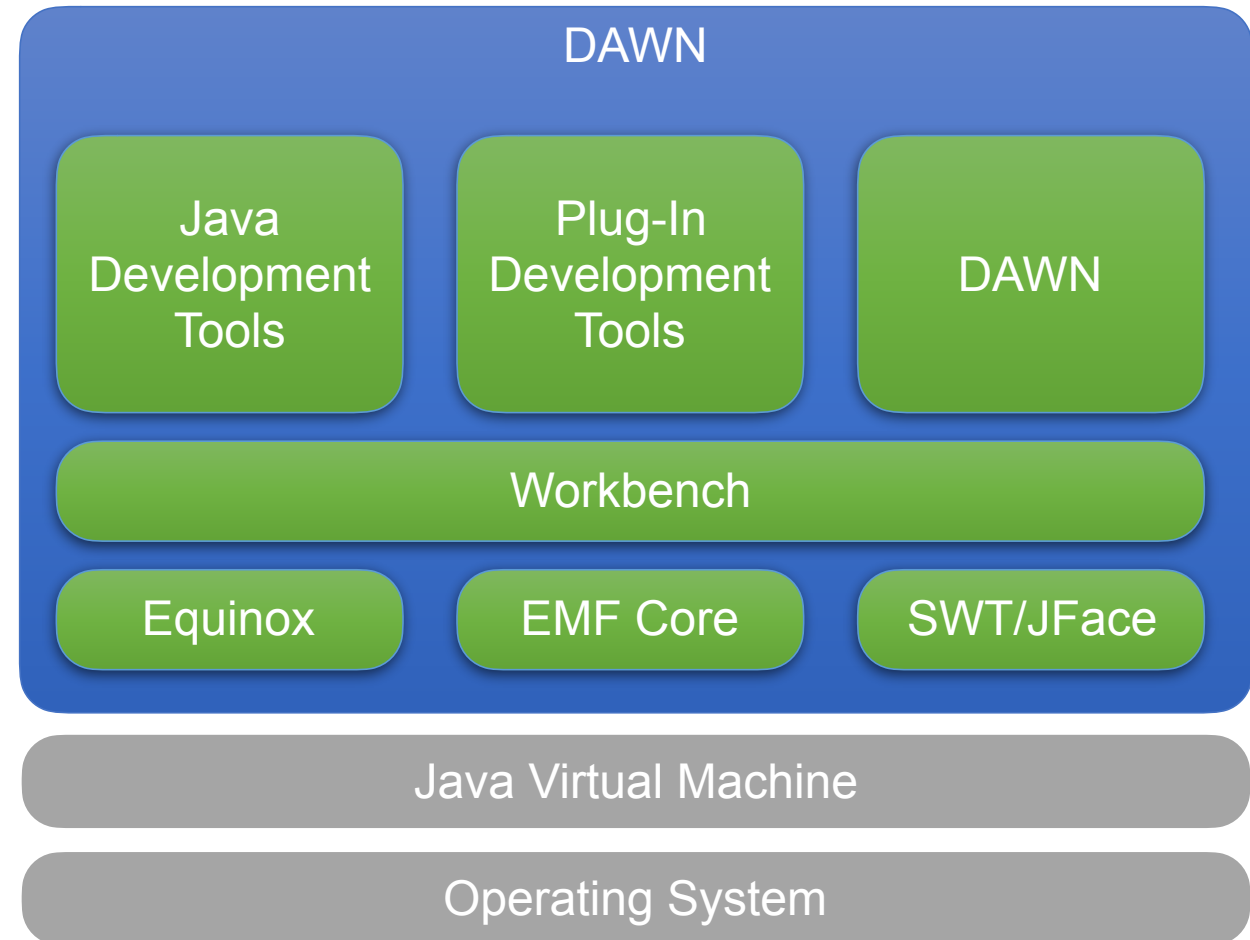 DAWN
Java
Development
Tools
Plug-In
Development
Tools
DAWN
Workbench
Equinox
EMF Core
SWT/JFace
Java Virtual Machine
Operating System